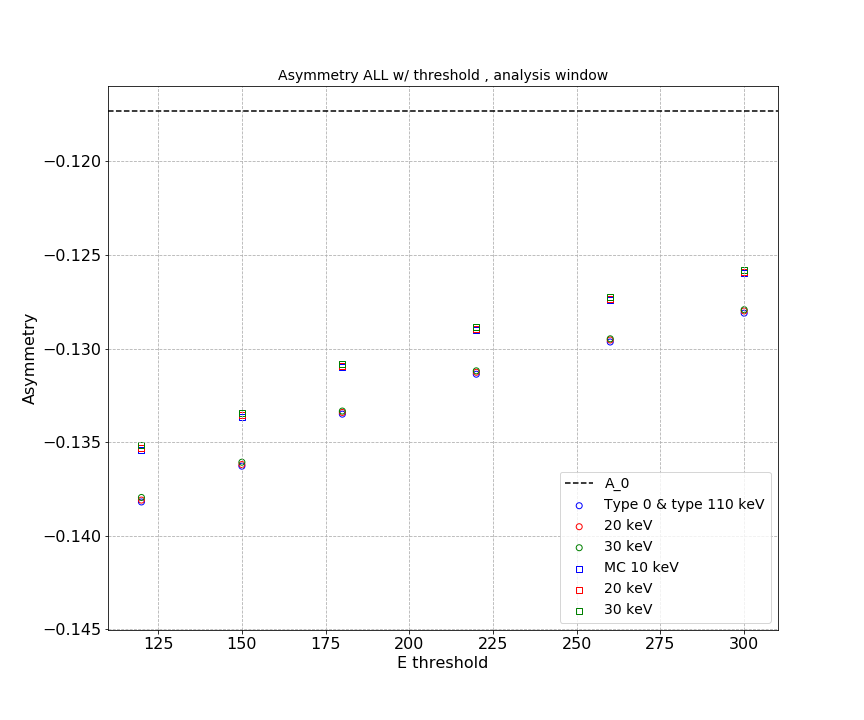 Asymmetry ALL w/ threshold , analysis window
−0.120
−0.125
−0.130
−0.135
−0.140
−0.145
Asymmetry
125
150
175
200
225
250
275
300
E threshold
A_0
Type 0 & type 110 keV
20 keV
30 keV
MC 10 keV
20 keV
30 keV